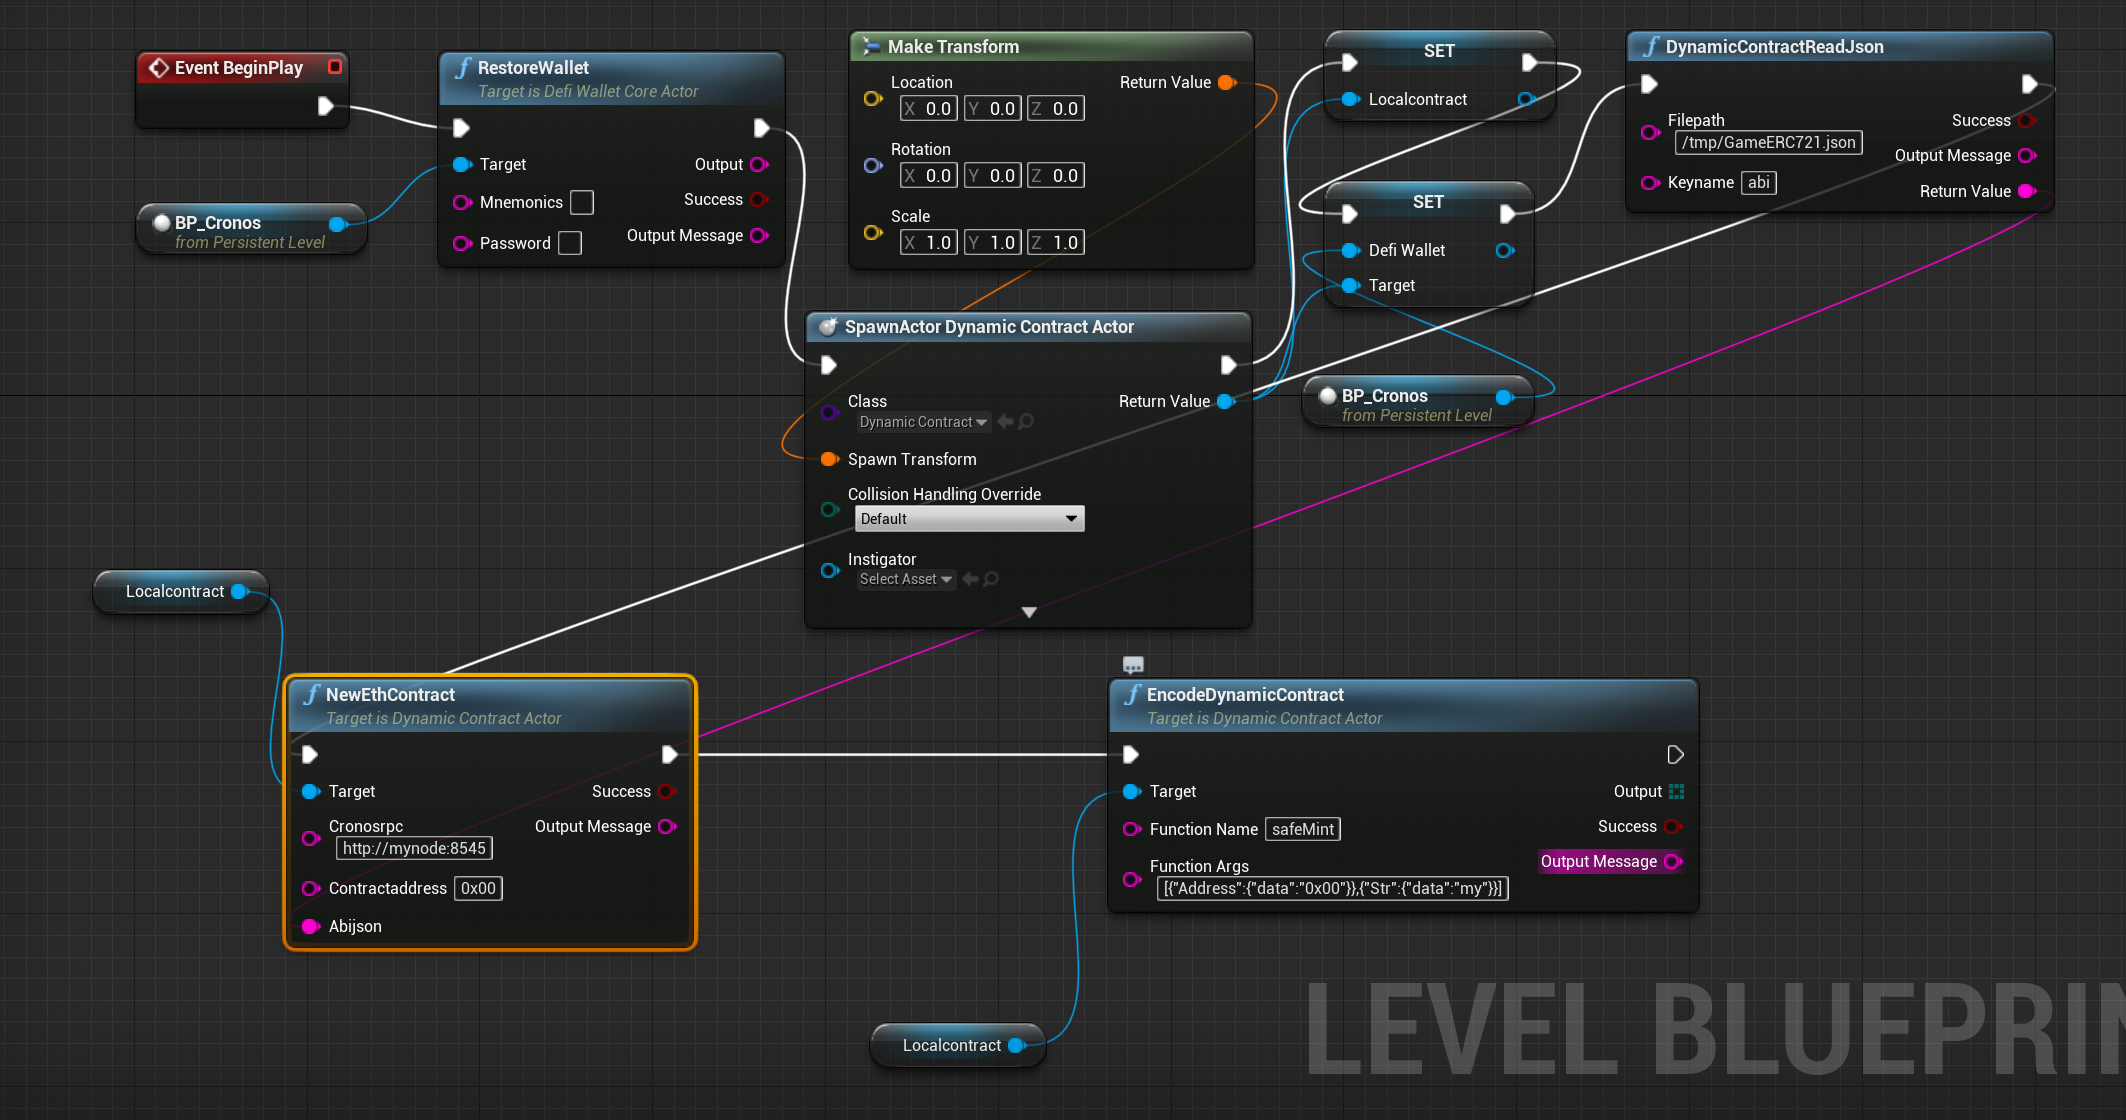 Event BeginPlay
BP_Cronos
from Persistent Level
RestoreWallet
Target is Defi Wallet Core Actor
Target
Output
Mnemonics
Success
Output Message
Password
Make Transform
Location
Return Value
X 0.0 Y 0.0 Z 0.0
Rotation
X 0.0 Y 0.0 Z 0.0
Scale
X 1.0 Y 1.0 Z 1.0
SET
Localcontract
SET
Defi Wallet
Target
DynamicContractReadJson
Filepath
/tmp/GameERC721.json
Success
Output Message
Keyname abi
Return Value
BP_Cronos
from Persistent Level
SpawnActor Dynamic Contract Actor
Class
Dynamic Contract
Return Value
Spawn Transform
Collision Handling Override
Default
Instigator
Select Asset
Localcontract
NewEthContract
Target is Dynamic Contract Actor
Target
Success
Cronosrpc
http://mynode:8545
Output Message
Contractaddress 0x00
Abijson
EncodeDynamicContract
Target is Dynamic Contract Actor
Target
Output
Function Name safeMint
Success
Output Message
Function Args
[{"Address":{"data":"0x00"}},{"Str":{"data":"my"}}]
Localcontract
LEVEL BLUEPRIN